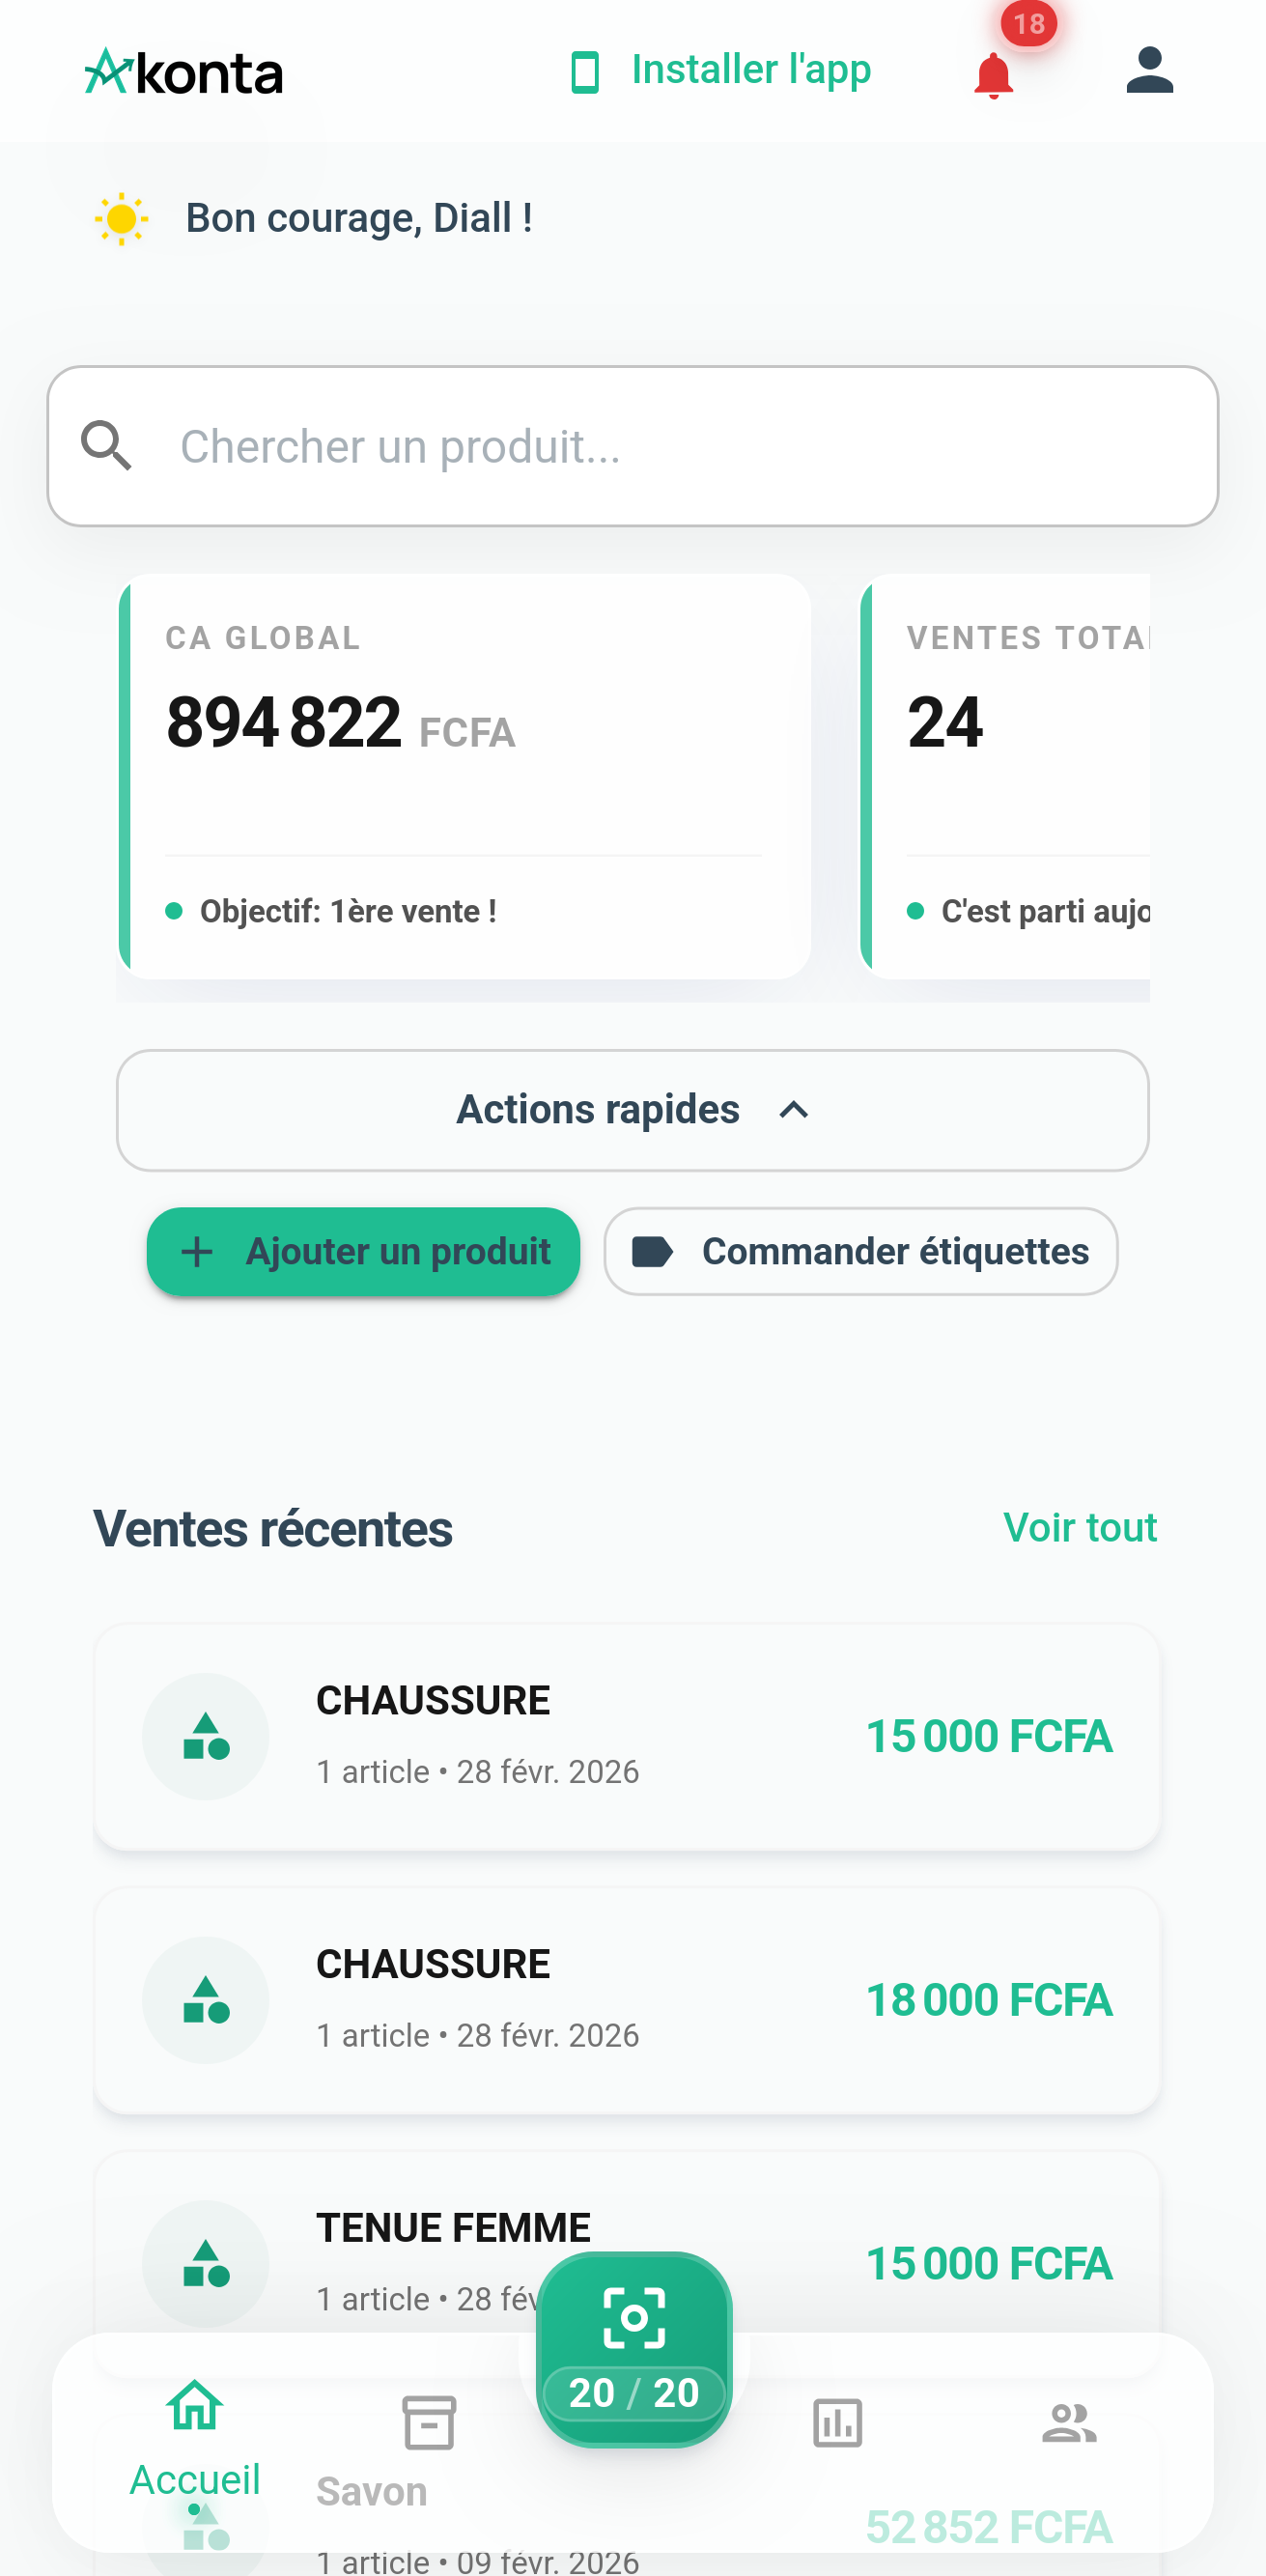 Akonta
Installer l'app
18
Bon courage, Diall !
Chercher un produit...
CA GLOBAL
894 822 FCFA
Objectif: 1ère vente !
VENTES TOTA
24
C'est parti aujo
Actions rapides
Ajouter un produit
Commander étiquettes
Ventes récentes
Voir tout
CHAUSSURE
1 article • 28 févr. 2026
15 000 FCFA
CHAUSSURE
1 article • 28 févr. 2026
18 000 FCFA
TENUE FEMME
1 article • 28 fév
15 000 FCFA
20 / 20
Accueil
Savon
1 article • 09 févr. 2026
52 852 FCFA